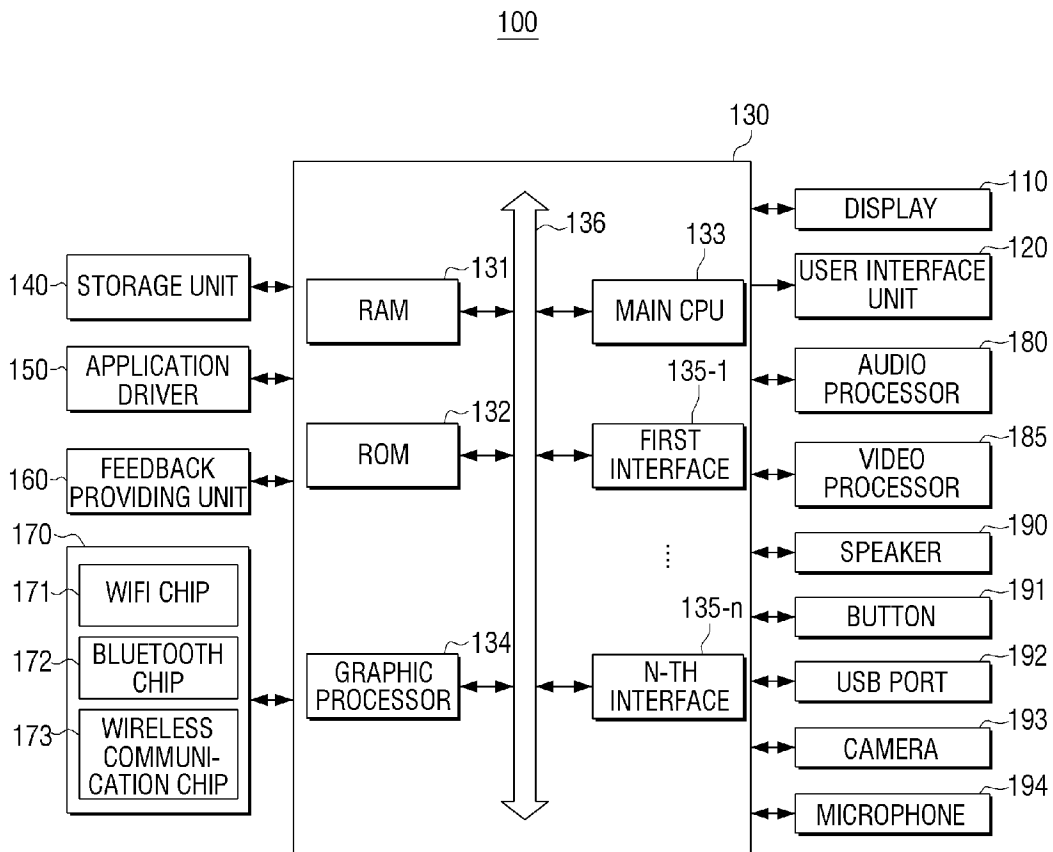 100
130
110
DISPLAY
136
133
120
131
USER INTERFACE
UNIT
140
STORAGE UNIT
RAM
MAIN CPU
180
150
APPLICATION
DRIVER
AUDIO
PROCESSOR
135-1
132
185
FIRST
INTERFACE
ROM
160
FEEDBACK
PROVIDING UNIT
VIDEO
PROCESSOR
170
190
SPEAKER
171
WIFI CHIP
191
135-n
BUTTON
134
172
BLUETOOTH
CHIP
192
GRAPHIC
PROCESSOR
N-TH
INTERFACE
USB PORT
173
WIRELESS
COMMUNI-
CATION CHIP
193
CAMERA
194
MICROPHONE